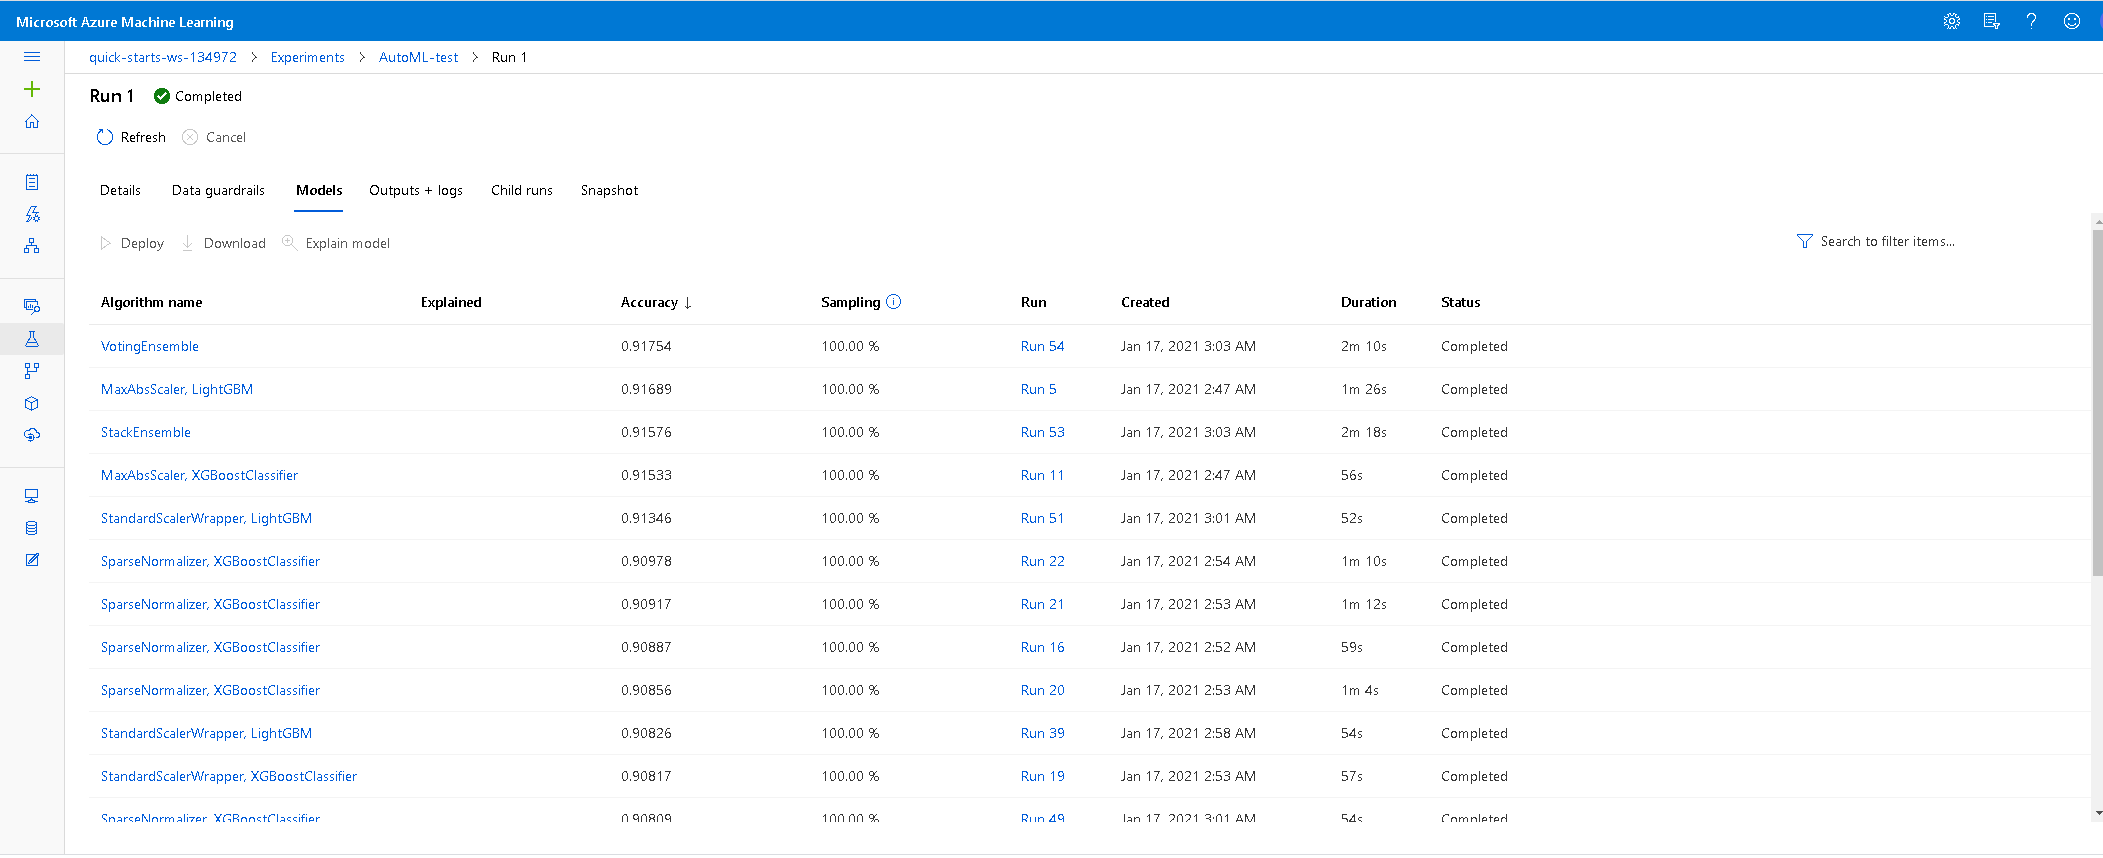 Microsoft Azure Machine Learning
quick-starts-ws-134972 > Experiments > AutoML-test > Run 1
Run 1 Completed
Refresh Cancel
Details Data guardrails Models Outputs + logs Child runs Snapshot
Deploy Download Explain model Search to filter items...
Algorithm name Explained Accuracy ↓ Sampling Run Created Duration Status
VotingEnsemble 0.91754 100.00 % Run 54 Jan 17, 2021 3:03 AM 2m 10s Completed
MaxAbsScaler, LightGBM 0.91689 100.00 % Run 5 Jan 17, 2021 2:47 AM 1m 26s Completed
StackEnsemble 0.91576 100.00 % Run 53 Jan 17, 2021 3:03 AM 2m 18s Completed
MaxAbsScaler, XGBoostClassifier 0.91533 100.00 % Run 11 Jan 17, 2021 2:47 AM 56s Completed
StandardScalerWrapper, LightGBM 0.91346 100.00 % Run 51 Jan 17, 2021 3:01 AM 52s Completed
SparseNormalizer, XGBoostClassifier 0.90978 100.00 % Run 22 Jan 17, 2021 2:54 AM 1m 10s Completed
SparseNormalizer, XGBoostClassifier 0.90917 100.00 % Run 21 Jan 17, 2021 2:53 AM 1m 12s Completed
SparseNormalizer, XGBoostClassifier 0.90887 100.00 % Run 16 Jan 17, 2021 2:52 AM 59s Completed
SparseNormalizer, XGBoostClassifier 0.90856 100.00 % Run 20 Jan 17, 2021 2:53 AM 1m 4s Completed
StandardScalerWrapper, LightGBM 0.90826 100.00 % Run 39 Jan 17, 2021 2:58 AM 54s Completed
StandardScalerWrapper, XGBoostClassifier 0.90817 100.00 % Run 19 Jan 17, 2021 2:53 AM 57s Completed
SparseNormalizer, XGBoostClassifier 0.90809 100.00 % Run 49 Jan 17, 2021 3:01 AM 54s Completed